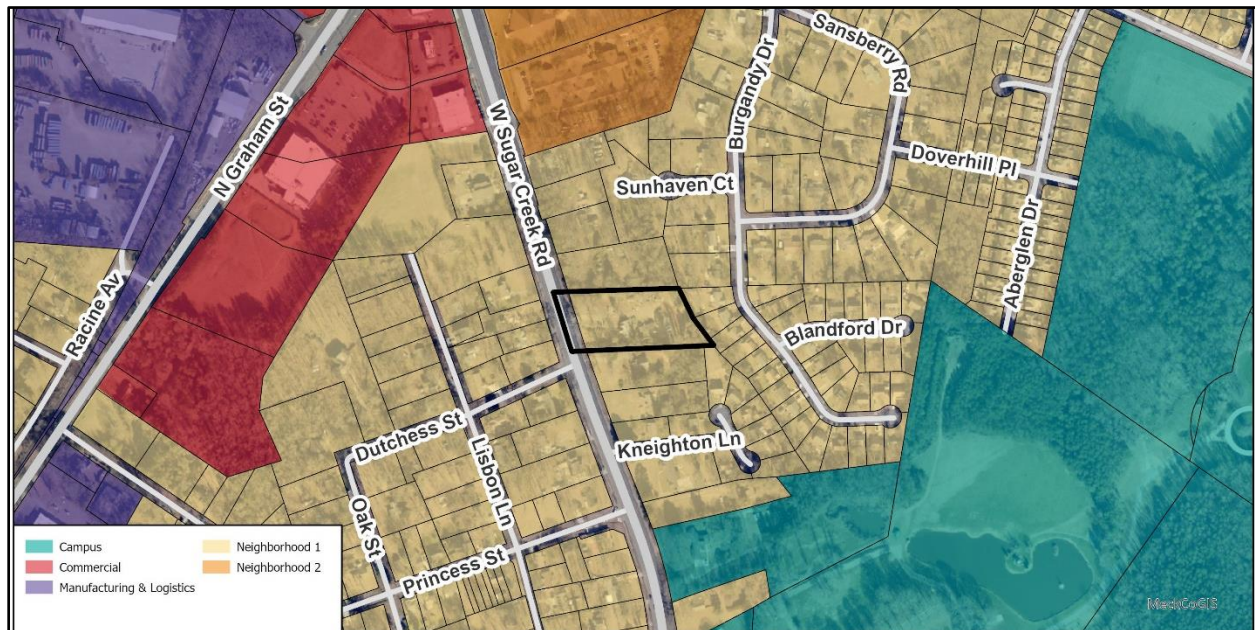 Sansberry Rd
Burgandy Dr
N Graham St
W Sugar Creek Rd
Doverhill Pl
Sunhaven Ct
Aberglen Dr
Racine Av
Blandford Dr
Dutchess St
Lisbon Ln
Kneighton Ln
Oak St
Princess St
Campus
Commercial
Manufacturing & Logistics
Neighborhood 1
Neighborhood 2
MeckCoGIS